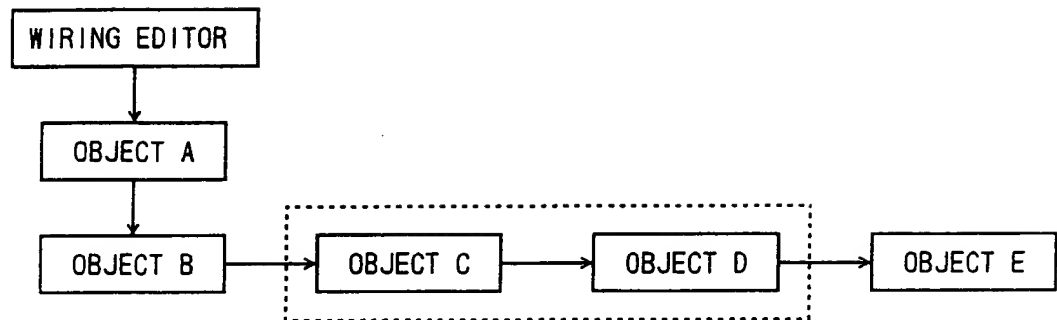 WIRING EDITOR
OBJECT A
OBJECT B
OBJECT C
OBJECT D
OBJECT E